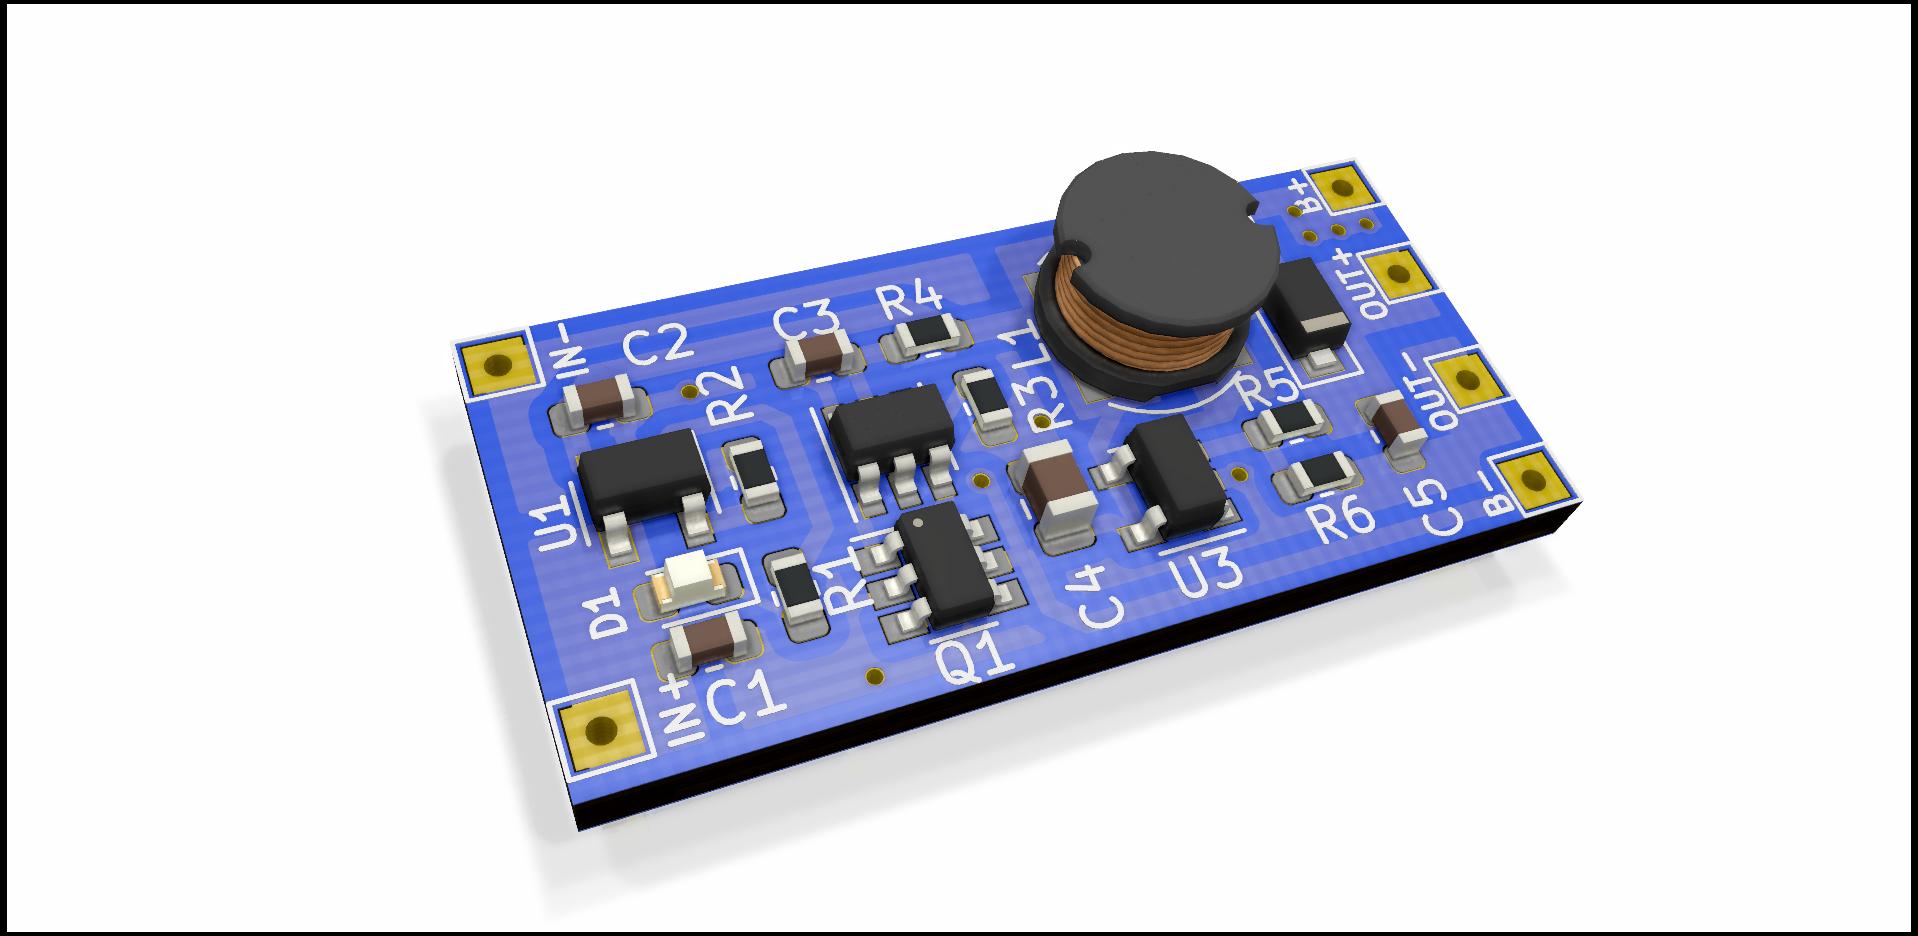 IN-
C2
C3
R4
L1
B+
OUT+
R2
R3
R5
OUT-
U1
R6
C5
B-
D1
R1
C4
U3
IN+
C1
Q1